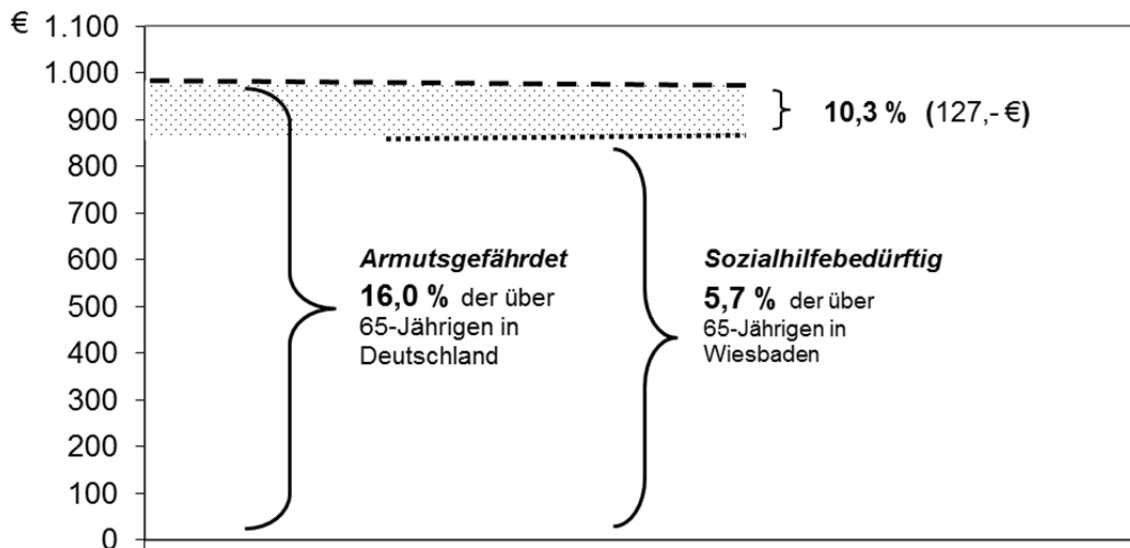 € 1.100
1.000
900
800
700
600
500
400
300
200
100
0
10,3 % (127,- €)
Armutsgefährdet
16,0 % der über
65-Jährigen in
Deutschland
Sozialhilfebedürftig
5,7 % der über
65-Jährigen in
Wiesbaden